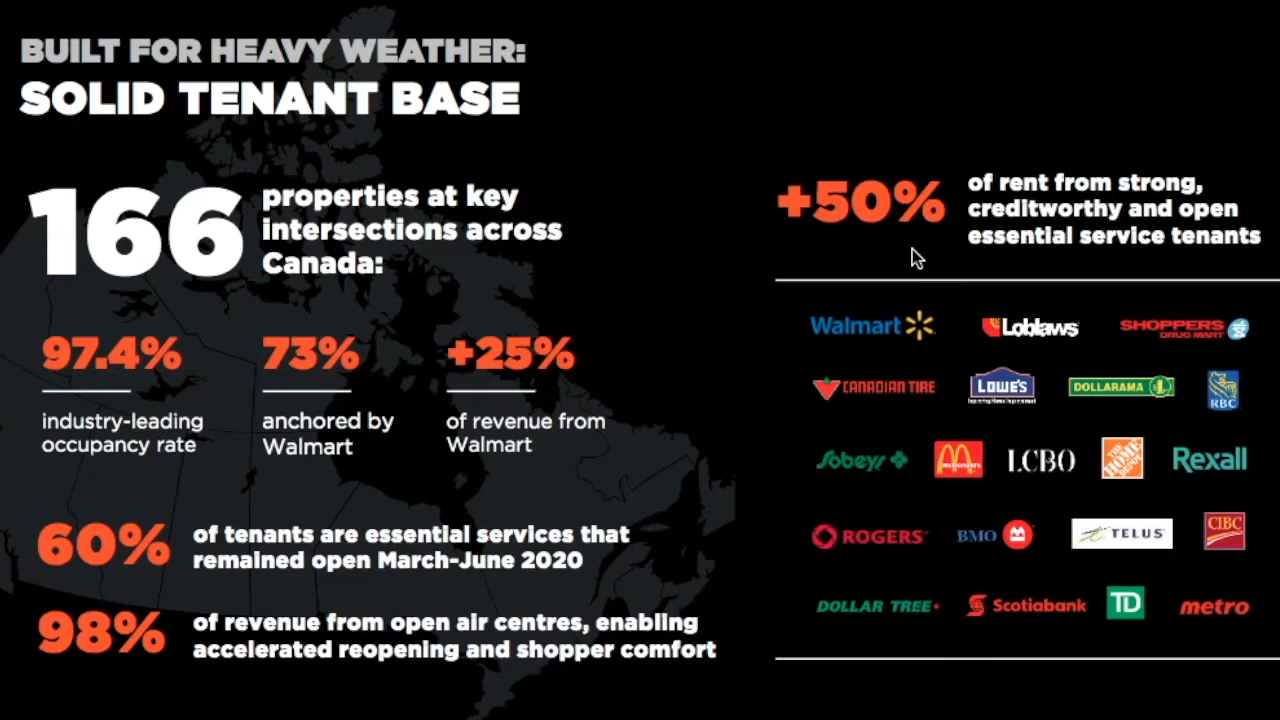 BUILT FOR HEAVY WEATHER:
SOLID TENANT BASE
166
properties at key
intersections across
Canada:
97.4%
industry-leading
occupancy rate
73%
anchored by
Walmart
+25%
of revenue from
Walmart
60%
of tenants are essential services that
remained open March-June 2020
98%
of revenue from open air centres, enabling
accelerated reopening and shopper comfort
+50%
of rent from strong,
creditworthy and open
essential service tenants
Walmart
Loblaws
SHOPPERS
DRUG MART
CANADIAN TIRE
LOWE'S
DOLLARAMA
RBC
Sobeys
McDonald's
LCBO
THE
HOME
DEPOT
Rexall
ROGERS
BMO
TELUS
CIBC
DOLLAR TREE
Scotiabank
TD
metro